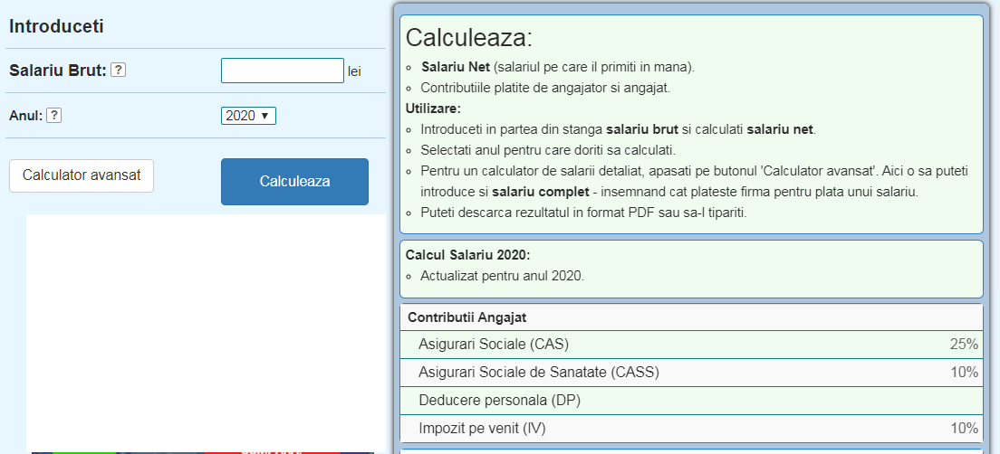 Introduceti
Salariu Brut: ?
lei
Anul: ?
2020
Calculator avansat
Calculeaza
Calculeaza:
Salariu Net (salariul pe care il primiti in mana).
Contributiile platite de angajator si angajat.
Utilizare:
Introduceti in partea din stanga salariu brut si calculati salariu net.
Selectati anul pentru care doriti sa calculati.
Pentru un calculator de salarii detaliat, apasati pe butonul 'Calculator avansat'. Aici o sa puteti
introduce si salariu complet - insemnand cat plateste firma pentru plata unui salariu.
Puteti descarca rezultatul in format PDF sau sa-l tipariti.
Calcul Salariu 2020:
Actualizat pentru anul 2020.
Contributii Angajat
Asigurari Sociale (CAS) 25%
Asigurari Sociale de Sanatate (CASS) 10%
Deducere personala (DP)
Impozit pe venit (IV) 10%